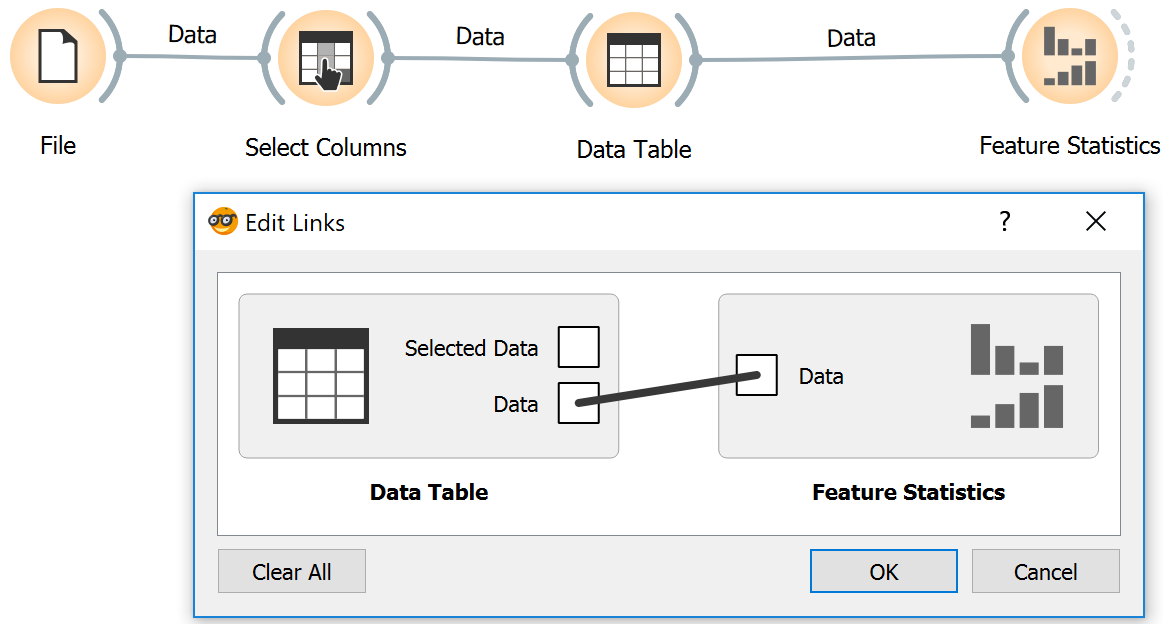 Data
Data
Data
File
Select Columns
Data Table
Feature Statistics
Edit Links
?
Selected Data
Data
Data
Data Table
Feature Statistics
Clear All
OK
Cancel